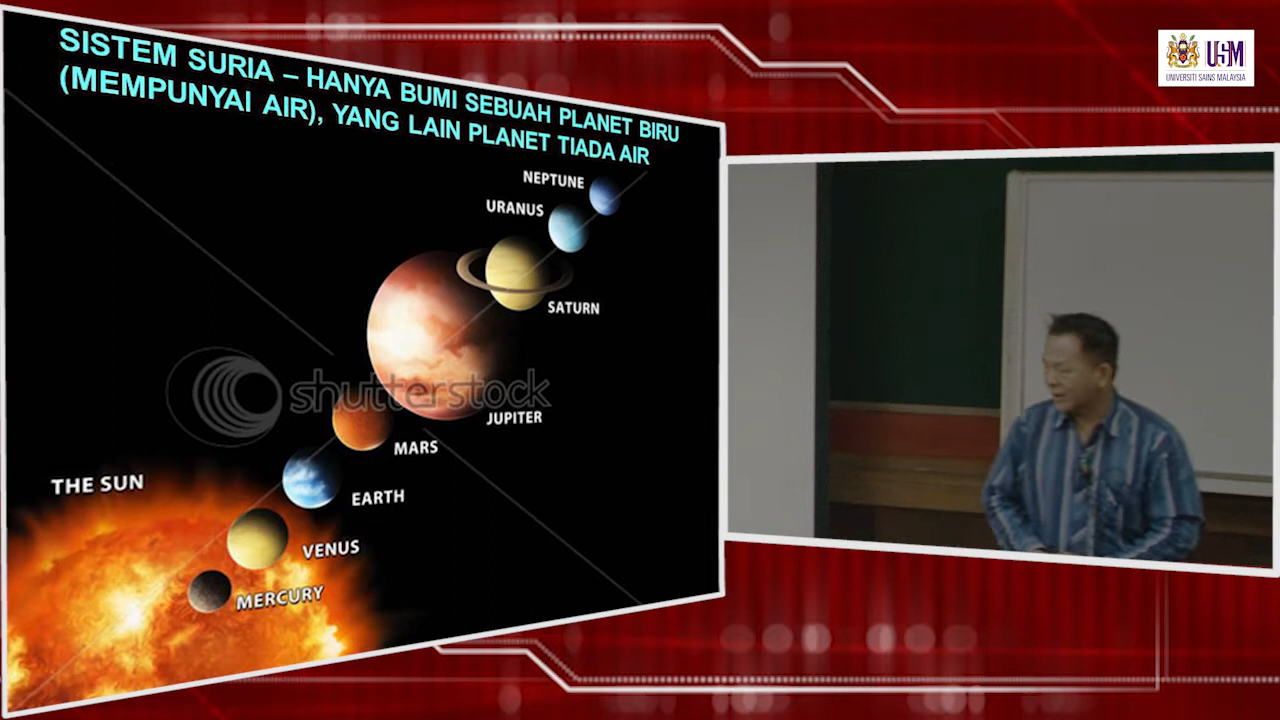 SISTEM SURIA – HANYA BUMI SEBUAH PLANET BIRU
(MEMPUNYAI AIR), YANG LAIN PLANET TIADA AIR
NEPTUNE
URANUS
SATURN
shutterstock
JUPITER
MARS
THE SUN
EARTH
VENUS
MERCURY
USM
UNIVERSITI SAINS MALAYSIA